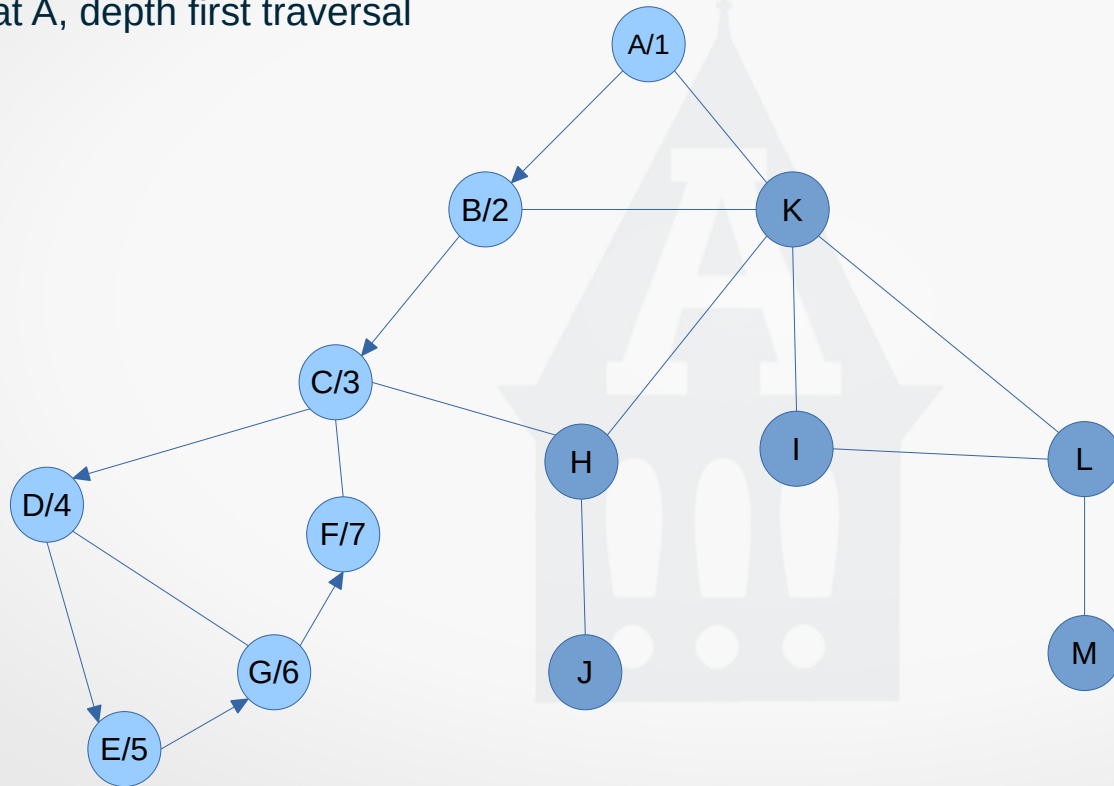 at A, depth first traversal
A/1
B/2
K
C/3
H
I
L
D/4
F/7
G/6
J
M
E/5